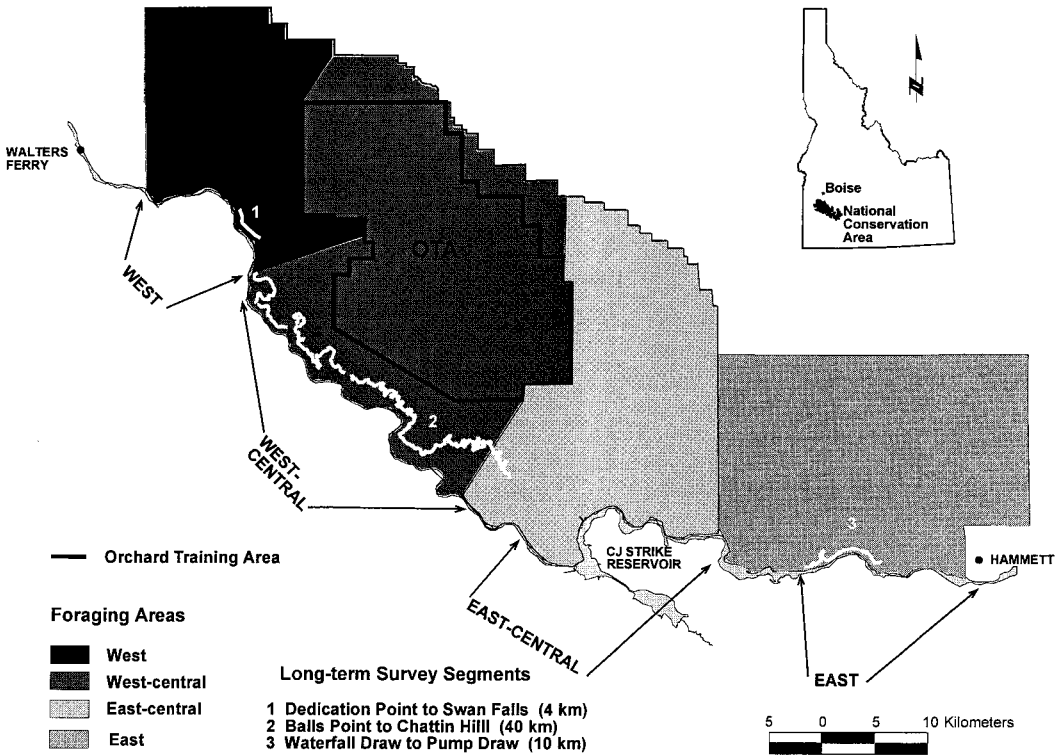 WALTERS
FERRY
1
WEST
OTA
N
Boise
National
Conservation
Area
2
WEST-
CENTRAL
3
CJ STRIKE
RESERVOIR
HAMMETT
EAST-CENTRAL
EAST
Orchard Training Area
Foraging Areas
West
West-central
East-central
East
Long-term Survey Segments
1 Dedication Point to Swan Falls (4 km)
2 Balls Point to Chattin Hilll (40 km)
3 Waterfall Draw to Pump Draw (10 km)
5 0 5 10 Kilometers